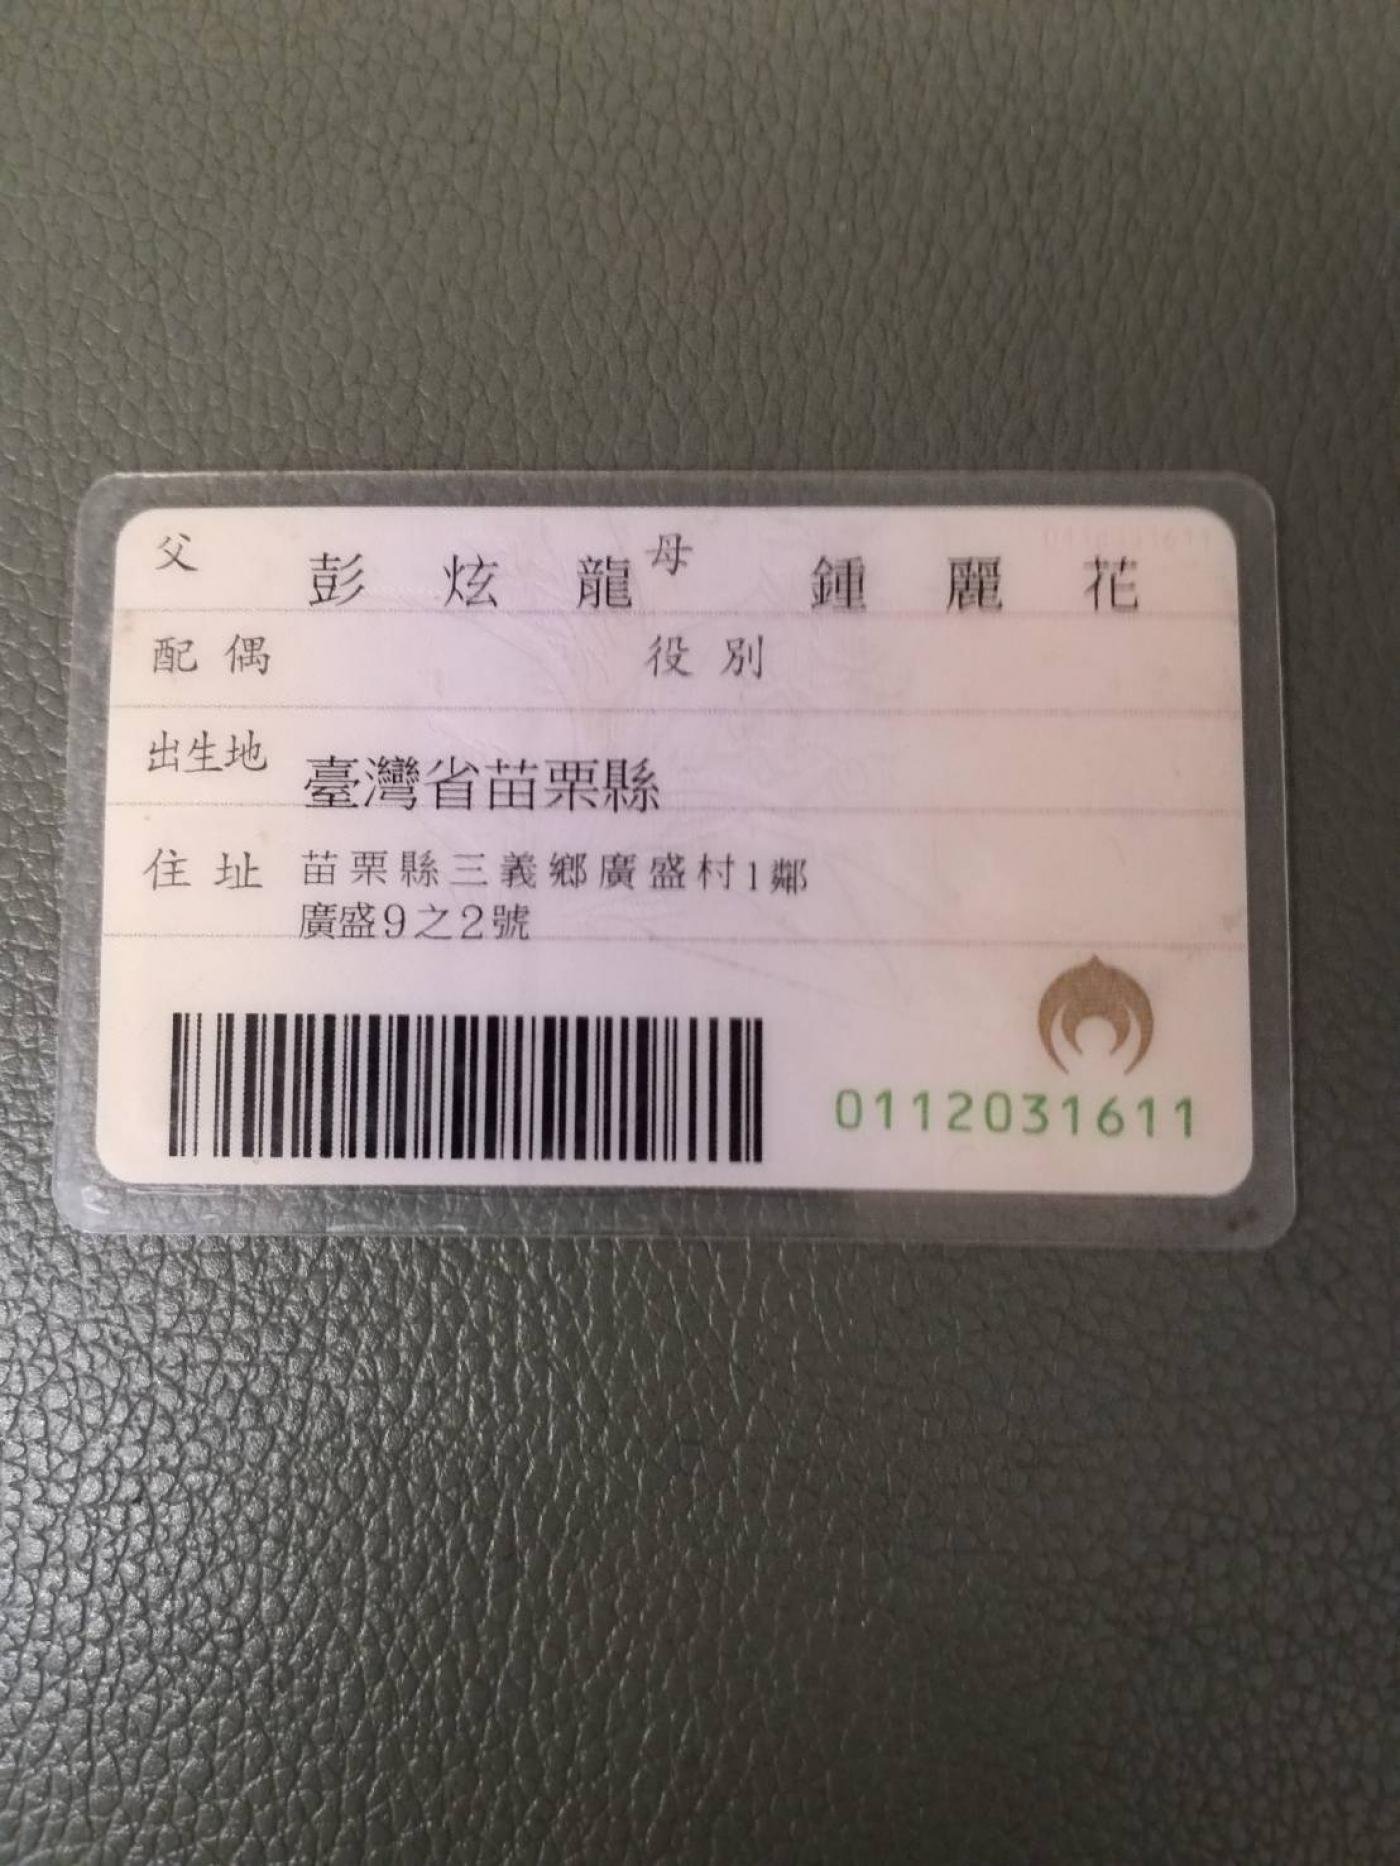 父 彭炫龍 母 鍾麗花
配偶 役別
出生地 臺灣省苗栗縣
住址 苗栗縣三義鄉廣盛村1鄰
廣盛9之2號
0112031611